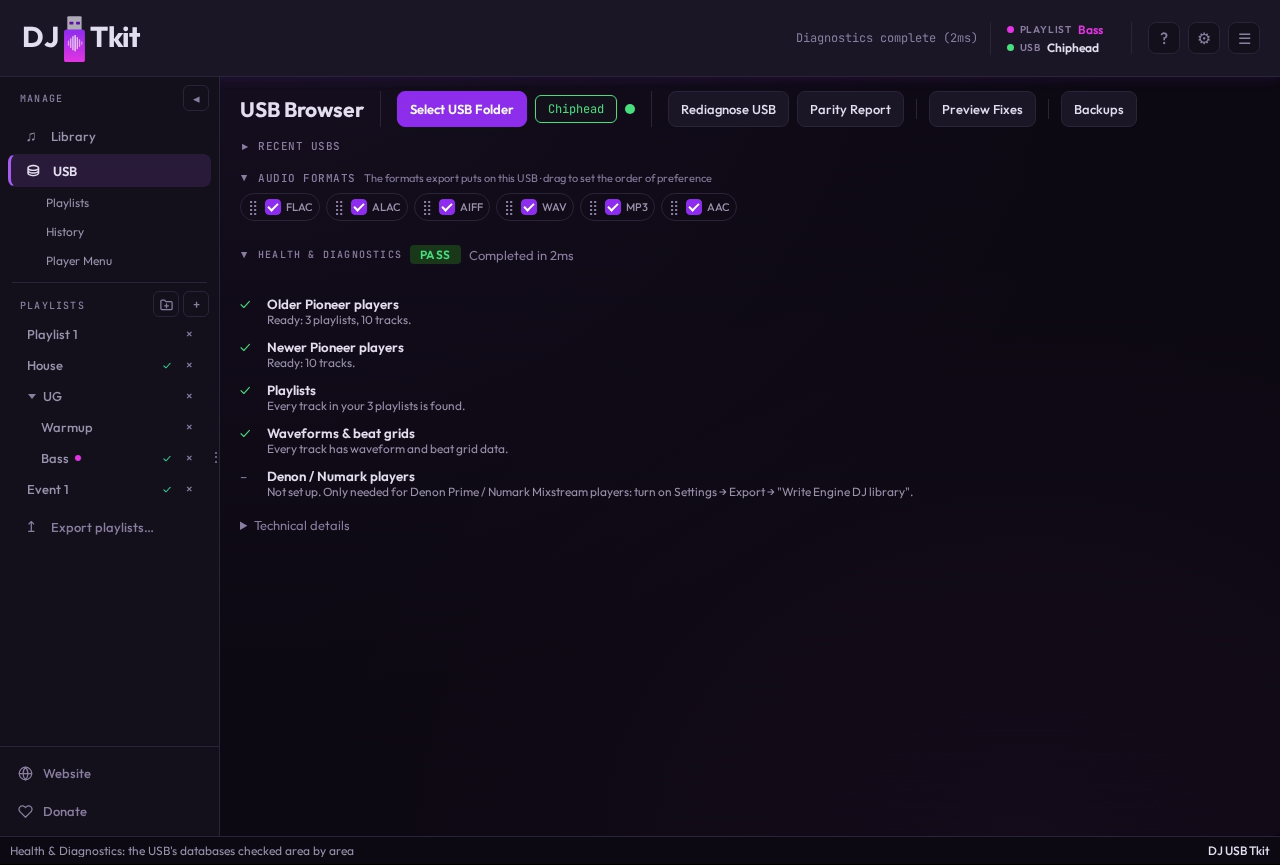 DJ Tkit
Diagnostics complete (2ms)
PLAYLIST Bass
USB Chiphead
?
MANAGE
Library
USB
Playlists
History
Player Menu
PLAYLISTS
+
Playlist 1 ×
House ✓ ×
UG ×
Warmup ×
Bass ✓ ×
Event 1 ✓ ×
Export playlists...
Website
Donate
USB Browser
Select USB Folder
Chiphead
Rediagnose USB
Parity Report
Preview Fixes
Backups
RECENT USBS
AUDIO FORMATS The formats export puts on this USB · drag to set the order of preference
FLAC ALAC AIFF WAV MP3 AAC
HEALTH & DIAGNOSTICS PASS Completed in 2ms
✓ Older Pioneer players
Ready: 3 playlists, 10 tracks.
✓ Newer Pioneer players
Ready: 10 tracks.
✓ Playlists
Every track in your 3 playlists is found.
✓ Waveforms & beat grids
Every track has waveform and beat grid data.
– Denon / Numark players
Not set up. Only needed for Denon Prime / Numark Mixstream players: turn on Settings → Export → "Write Engine DJ library".
Technical details
Health & Diagnostics: the USB's databases checked area by area
DJ USB Tkit